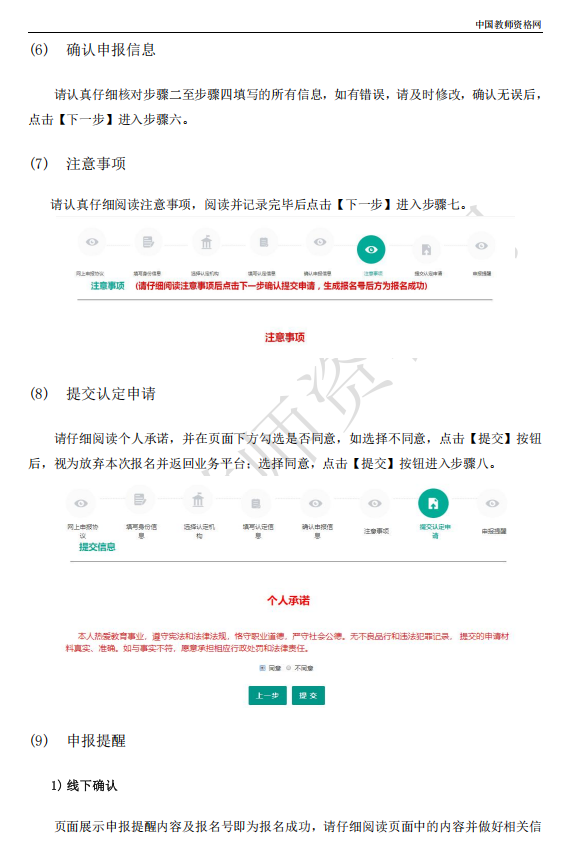 中国教师资格网
(6) 确认申报信息
请认真仔细核对步骤二至步骤四填写的所有信息，如有错误，请及时修改，确认无误后，
点击【下一步】进入步骤六。
(7) 注意事项
请认真仔细阅读注意事项，阅读并记录完毕后点击【下一步】进入步骤七。
网上申报协议 填写身份信息 选择认定机构 填写认定信息 确认申报信息 注意事项 提交认定申请 申报提醒
注意事项 (请仔细阅读注意事项后点击下一步确认提交申请，生成报名号后方为报名成功)
注意事项
(8) 提交认定申请
请仔细阅读个人承诺，并在页面下方勾选是否同意，如选择不同意，点击【提交】按钮
后，视为放弃本次报名并返回业务平台；选择同意，点击【提交】按钮进入步骤八。
网上申报协 填写身份信 选择认定机 填写认定信 确认申报信 注意事项 提交认定申 申报提醒
议 息 构 息 息 请
提交信息
个人承诺
本人热爱教育事业，遵守宪法和法律法规，恪守职业道德，严守社会公德。无不良品行和违法犯罪记录， 提交的申请材
料真实、准确。如与事实不符，愿意承担相应行政处罚和法律责任。
同意 不同意
上一步 提 交
(9) 申报提醒
1) 线下确认
页面展示申报提醒内容及报名号即为报名成功，请仔细阅读页面中的内容并做好相关信